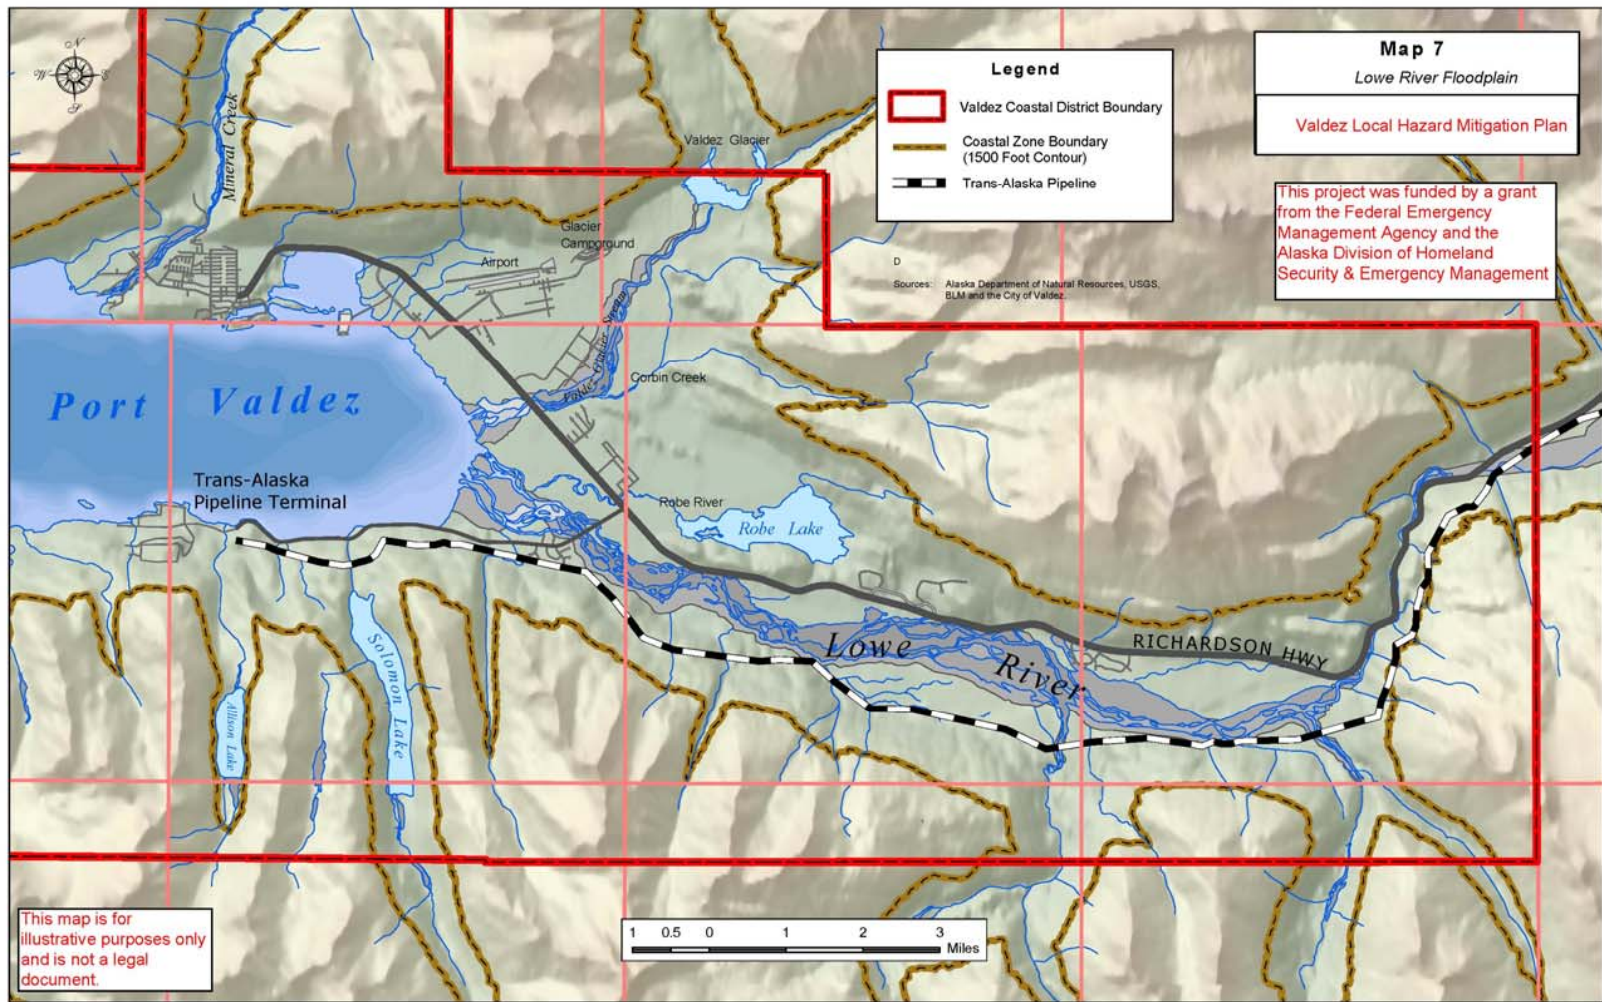 N
W
E
S
Mineral Creek
Valdez Glacier
Legend
Valdez Coastal District Boundary
Coastal Zone Boundary
(1500 Foot Contour)
Trans-Alaska Pipeline
Map 7
Lowe River Floodplain
Valdez Local Hazard Mitigation Plan
This project was funded by a grant
from the Federal Emergency
Management Agency and the
Alaska Division of Homeland
Security & Emergency Management
Glacier
Campground
Airport
D
Sources: Alaska Department of Natural Resources, USGS,
BLM and the City of Valdez.
Valdez Glacier Stream
Corbin Creek
Port Valdez
Trans-Alaska
Pipeline Terminal
Robe River
Robe Lake
Lowe River
RICHARDSON HWY
Solomon Lake
Allison Lake
This map is for
illustrative purposes only
and is not a legal
document.
1 0.5 0 1 2 3
Miles